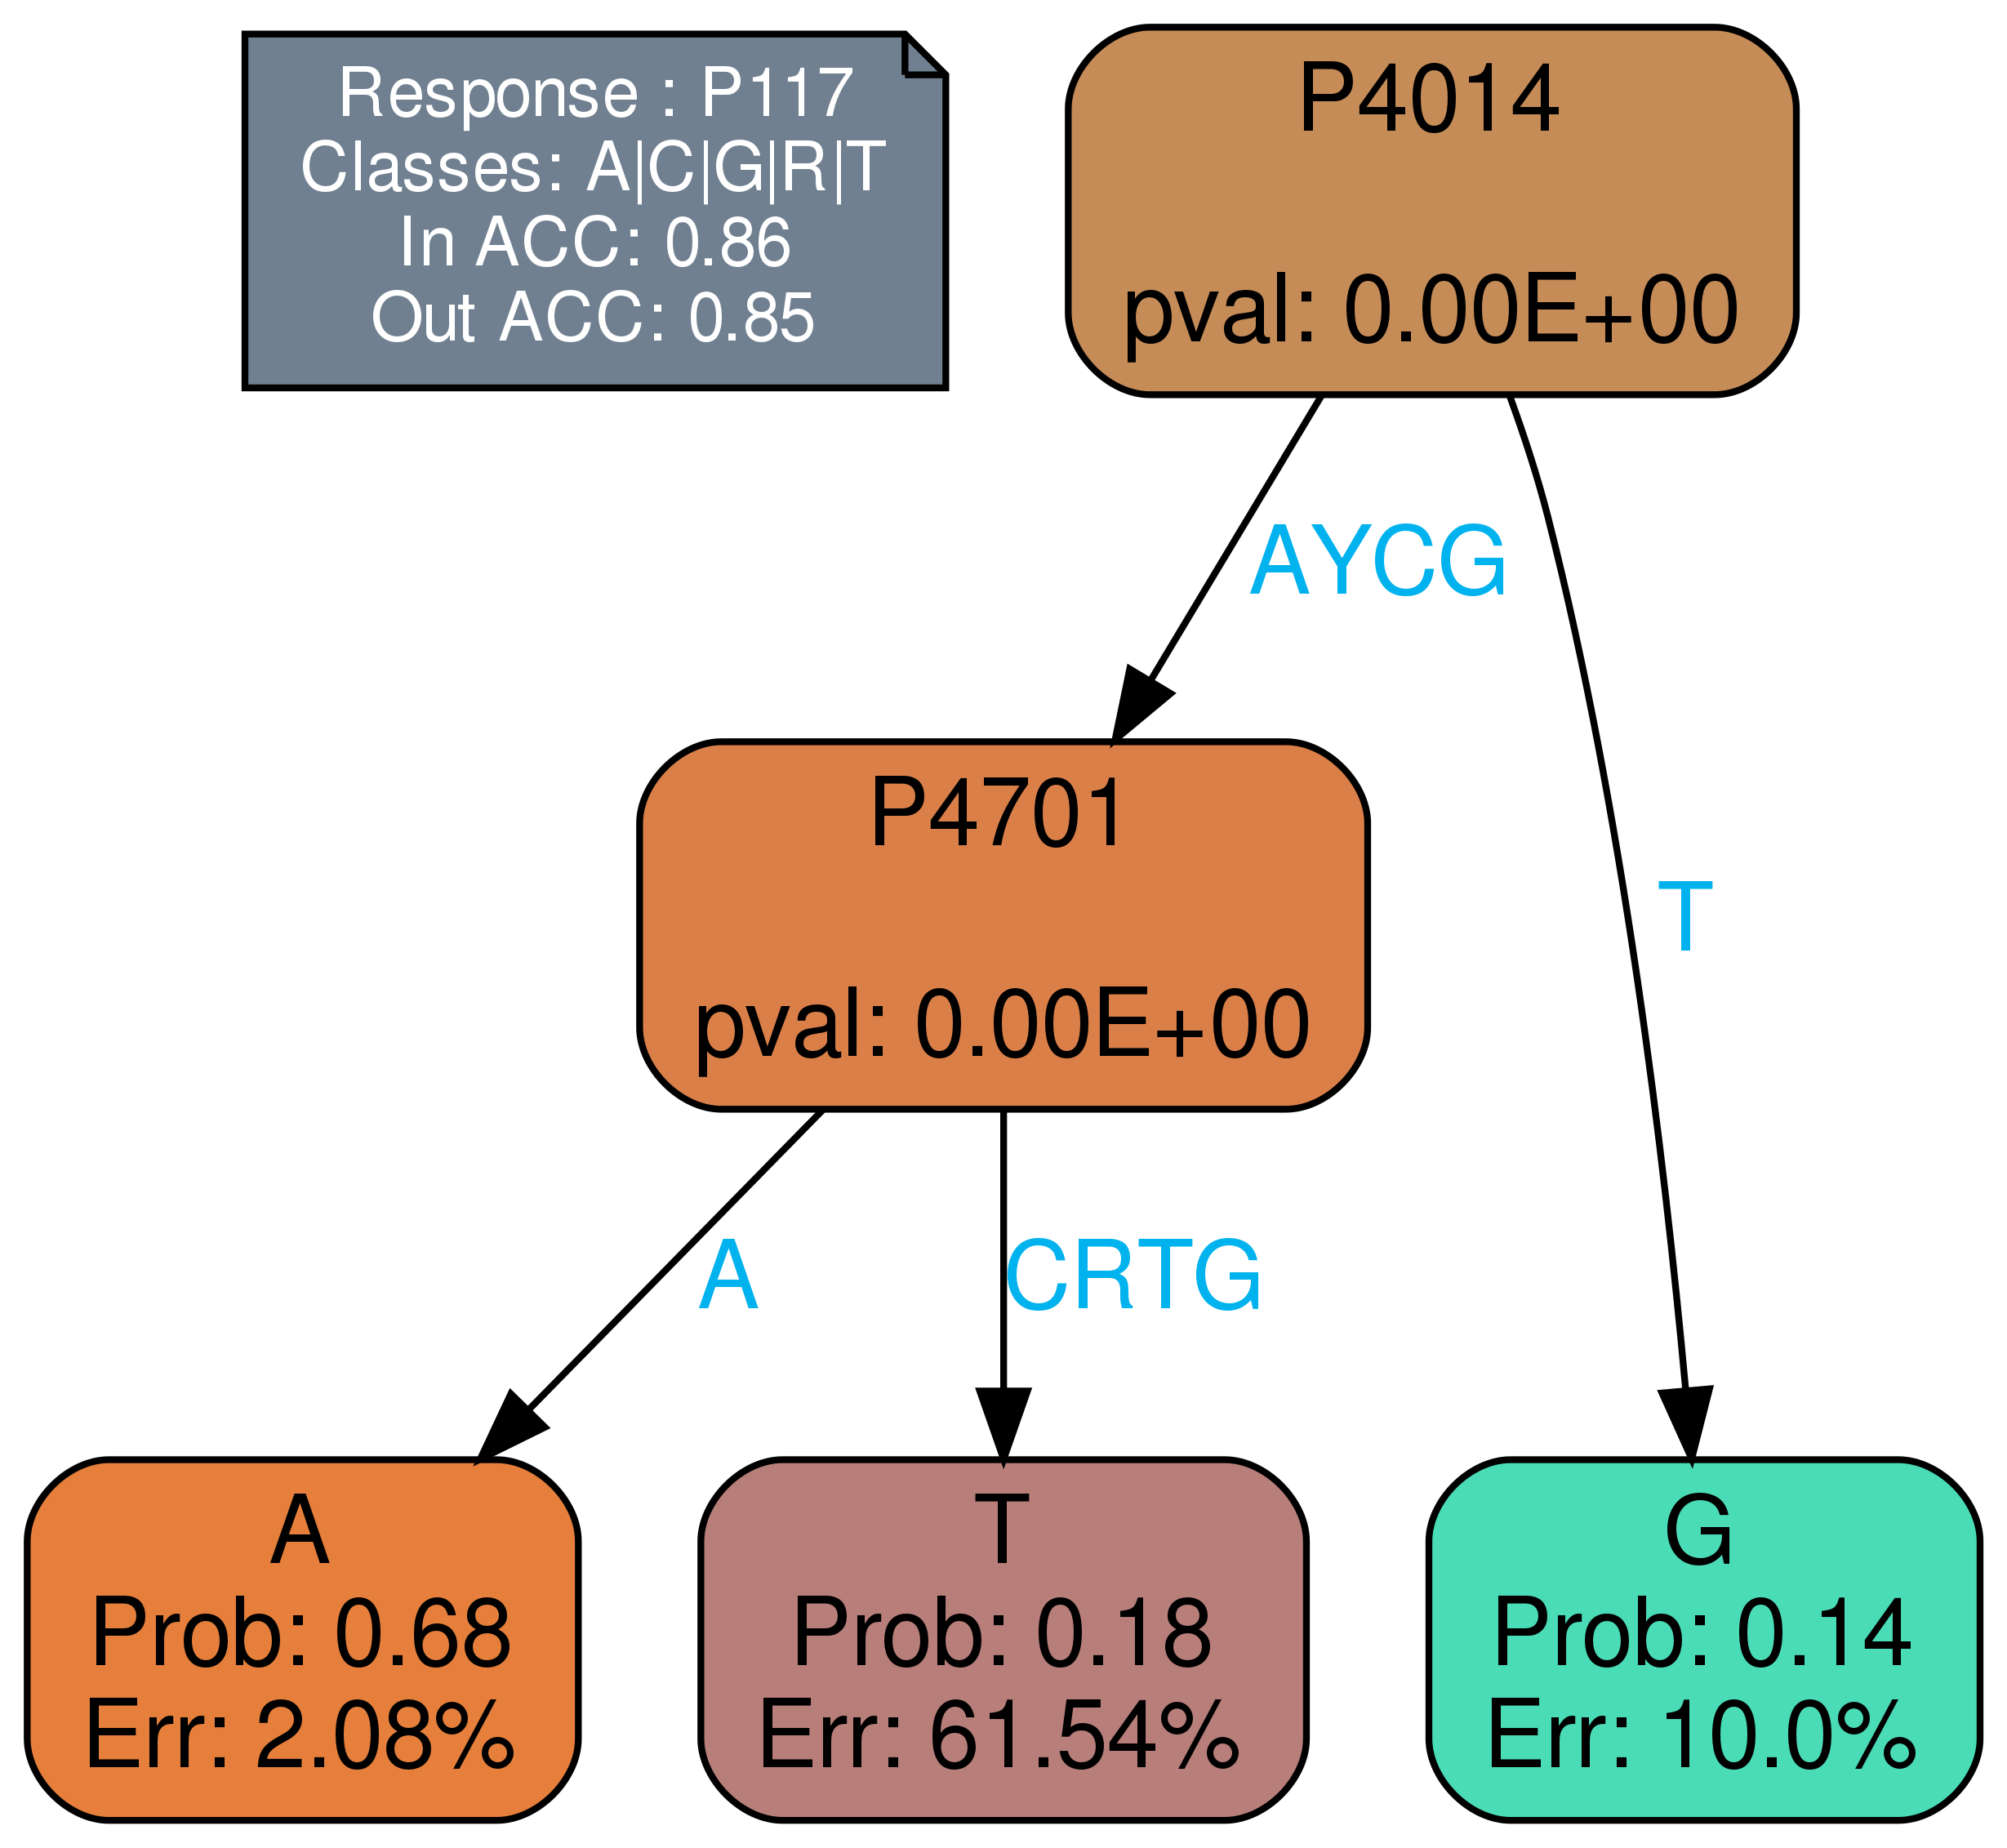 Response : P117
Classes: A|C|G|R|T
In ACC: 0.86
Out ACC: 0.85
P4014
pval: 0.00E+00
AYCG
T
P4701
pval: 0.00E+00
A
CRTG
A
Prob: 0.68
Err: 2.08%
T
Prob: 0.18
Err: 61.54%
G
Prob: 0.14
Err: 10.0%